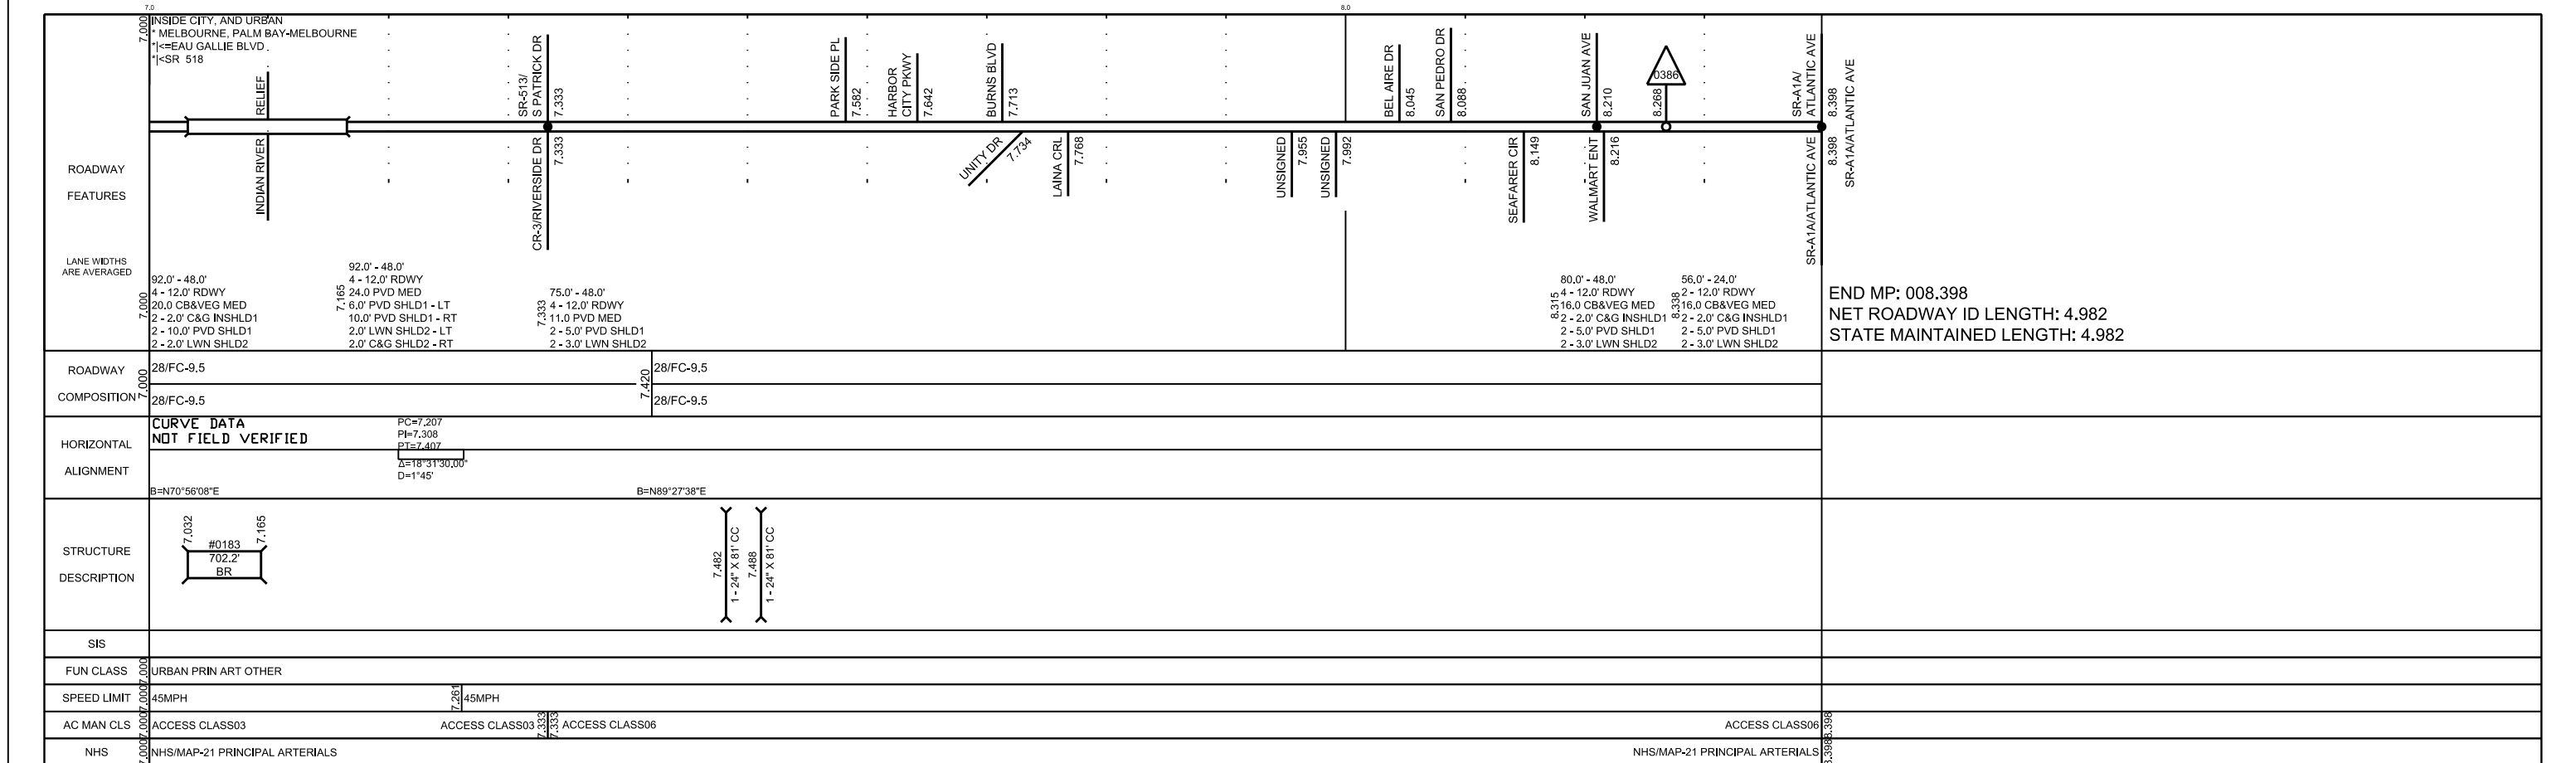 7.0
8.0
7.000
INSIDE CITY, AND URBAN
* MELBOURNE, PALM BAY-MELBOURNE
*|<=EAU GALLIE BLVD
*|<SR 518
RELIEF
INDIAN RIVER
SR-513/
S PATRICK DR
7.333
CR-3/RIVERSIDE DR
7.333
PARK SIDE PL
7.582
HARBOR
CITY PKWY
7.642
BURNS BLVD
7.713
UNITY DR
7.734
LAINA CRL
7.768
UNSIGNED
7.955
UNSIGNED
7.992
BEL AIRE DR
8.045
SAN PEDRO DR
8.088
SEAFARER CIR
8.149
SAN JUAN AVE
8.210
WALMART ENT
8.216
0386
8.268
SR-A1A/
ATLANTIC AVE
8.398
SR-A1A/ATLANTIC AVE
8.398
SR-A1A/ATLANTIC AVE
ROADWAY
FEATURES
LANE WIDTHS
ARE AVERAGED
7.000
92.0' - 48.0'
4 - 12.0' RDWY
20.0 CB&VEG MED
2 - 2.0' C&G INSHLD1
2 - 10.0' PVD SHLD1
2 - 2.0' LWN SHLD2
7.165
92.0' - 48.0'
4 - 12.0' RDWY
24.0 PVD MED
6.0' PVD SHLD1 - LT
10.0' PVD SHLD1 - RT
2.0' LWN SHLD2 - LT
2.0' C&G SHLD2 - RT
7.333
75.0' - 48.0'
4 - 12.0' RDWY
11.0 PVD MED
2 - 5.0' PVD SHLD1
2 - 3.0' LWN SHLD2
8.315
80.0' - 48.0'
4 - 12.0' RDWY
16.0 CB&VEG MED
2 - 2.0' C&G INSHLD1
2 - 5.0' PVD SHLD1
2 - 3.0' LWN SHLD2
8.338
56.0' - 24.0'
2 - 12.0' RDWY
16.0 CB&VEG MED
2 - 2.0' C&G INSHLD1
2 - 5.0' PVD SHLD1
2 - 3.0' LWN SHLD2
END MP: 008.398
NET ROADWAY ID LENGTH: 4.982
STATE MAINTAINED LENGTH: 4.982
ROADWAY
COMPOSITION
7.000
28/FC-9.5
28/FC-9.5
7.420
28/FC-9.5
28/FC-9.5
HORIZONTAL
ALIGNMENT
CURVE DATA
NOT FIELD VERIFIED
PC=7.207
PI=7.308
PT=7.407
Δ=18°31'30.00"
D=1°45'
B=N70°56'08"E
B=N89°27'38"E
STRUCTURE
DESCRIPTION
7.032
7.165
#0183
702.2'
BR
7.482
1 - 24" X 81' CC
7.488
1 - 24" X 81' CC
SIS
FUN CLASS
7.000
URBAN PRIN ART OTHER
SPEED LIMIT
7.000
45MPH
7.261
45MPH
AC MAN CLS
7.000
ACCESS CLASS03
ACCESS CLASS03
7.333
7.333
ACCESS CLASS06
ACCESS CLASS06
8.398
NHS
7.000
NHS/MAP-21 PRINCIPAL ARTERIALS
NHS/MAP-21 PRINCIPAL ARTERIALS
8.398